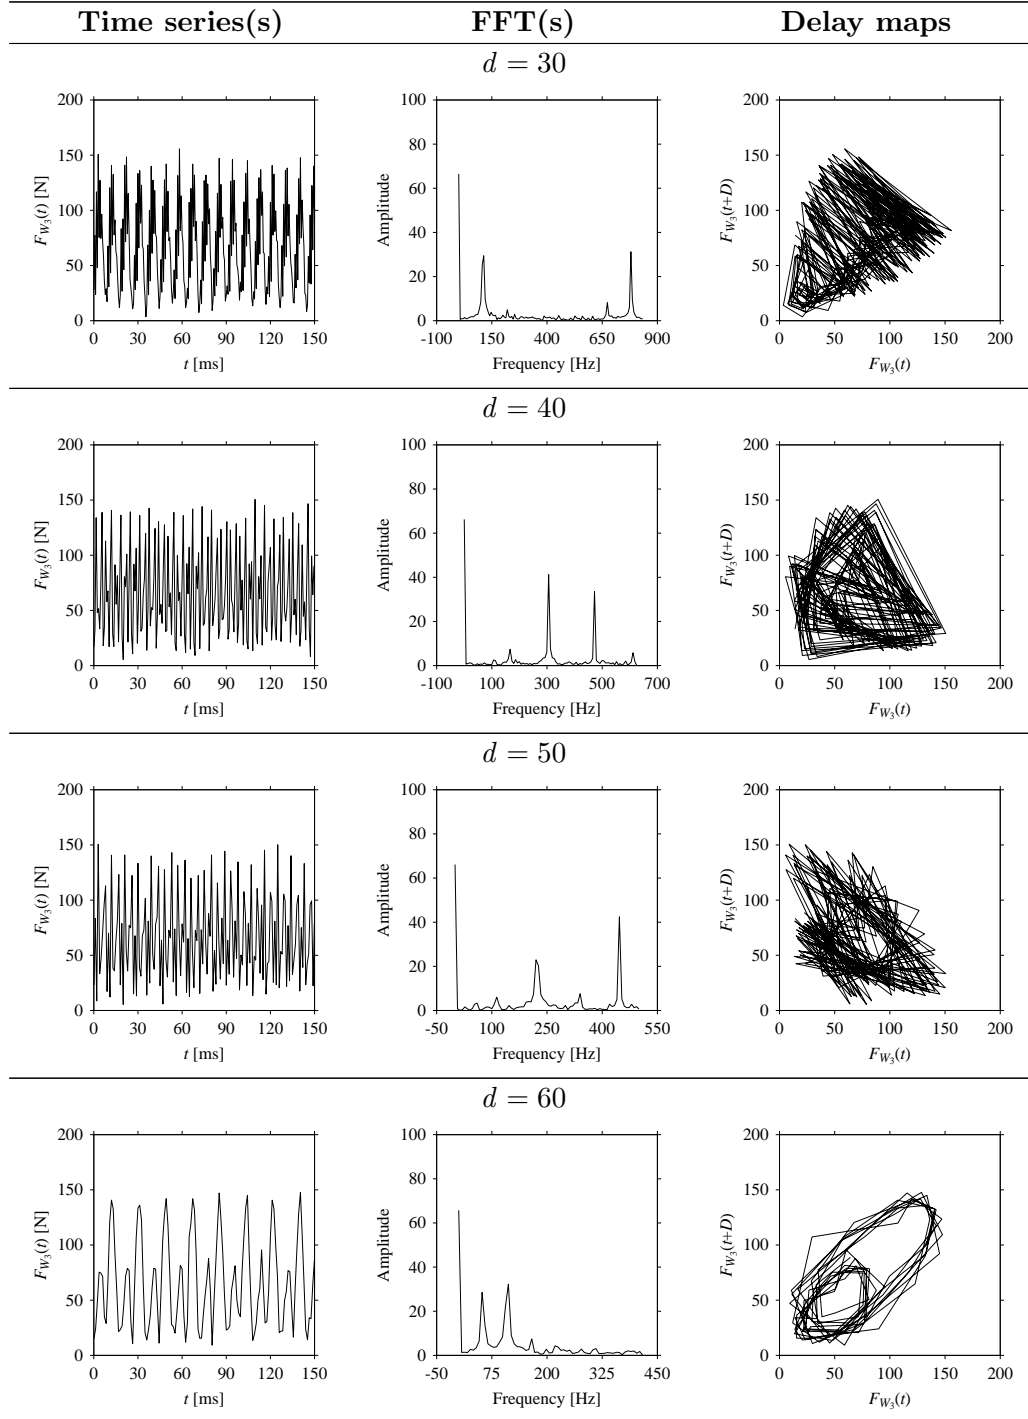 Time series(s) FFT(s) Delay maps
d = 30
200 150 100 50 0
F_{W_3}(t) [N]
0 30 60 90 120 150
t [ms]
100 80 60 40 20 0
Amplitude
-100 150 400 650 900
Frequency [Hz]
200 150 100 50 0
F_{W_3}(t+D)
0 50 100 150 200
F_{W_3}(t)
d = 40
200 150 100 50 0
F_{W_3}(t) [N]
0 30 60 90 120 150
t [ms]
100 80 60 40 20 0
Amplitude
-100 100 300 500 700
Frequency [Hz]
200 150 100 50 0
F_{W_3}(t+D)
0 50 100 150 200
F_{W_3}(t)
d = 50
200 150 100 50 0
F_{W_3}(t) [N]
0 30 60 90 120 150
t [ms]
100 80 60 40 20 0
Amplitude
-50 100 250 425 550
Frequency [Hz]
200 150 100 50 0
F_{W_3}(t+D)
0 50 100 150 200
F_{W_3}(t)
d = 60
200 150 100 50 0
F_{W_3}(t) [N]
0 30 60 90 120 150
t [ms]
100 80 60 40 20 0
Amplitude
-50 75 200 325 450
Frequency [Hz]
200 150 100 50 0
F_{W_3}(t+D)
0 50 100 150 200
F_{W_3}(t)